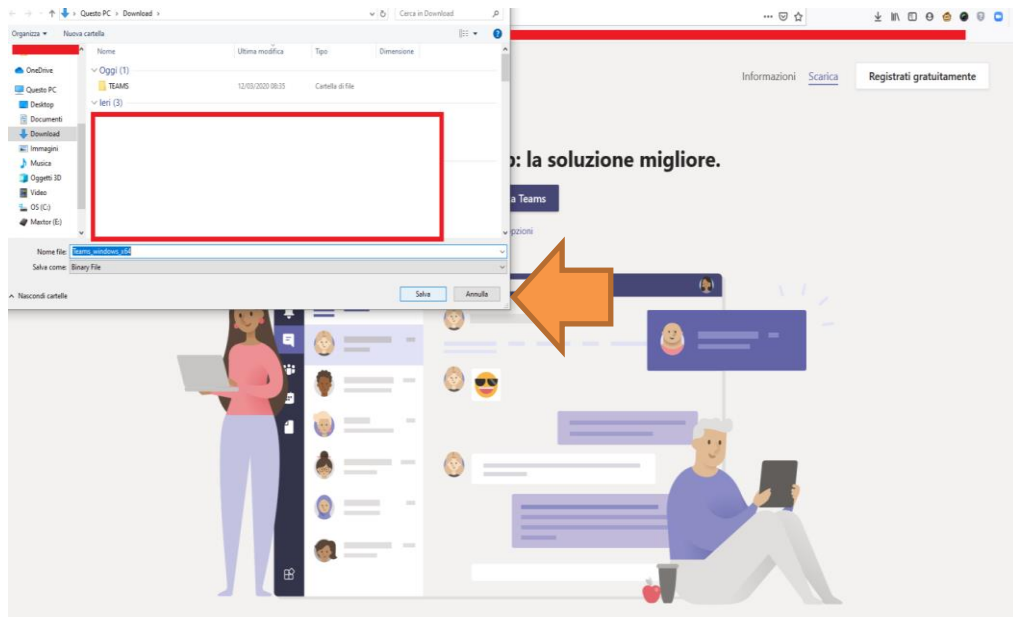 Questo PC › Download ›
Cerca in Download
Organizza
Nuova cartella
Nome
Ultima modifica
Tipo
Dimensione
OneDrive
Questo PC
Desktop
Documenti
Download
Immagini
Musica
Oggetti 3D
Video
OS (C:)
Maxtor (E:)
Oggi (1)
TEAMS
12/03/2020 08:35
Cartella di file
Ieri (3)
Nome file: Teams_windows_x64
Salva come: Binary File
Nascondi cartelle
Salva
Annulla
Informazioni
Scarica
Registrati gratuitamente
: la soluzione migliore.
a Teams
opzioni